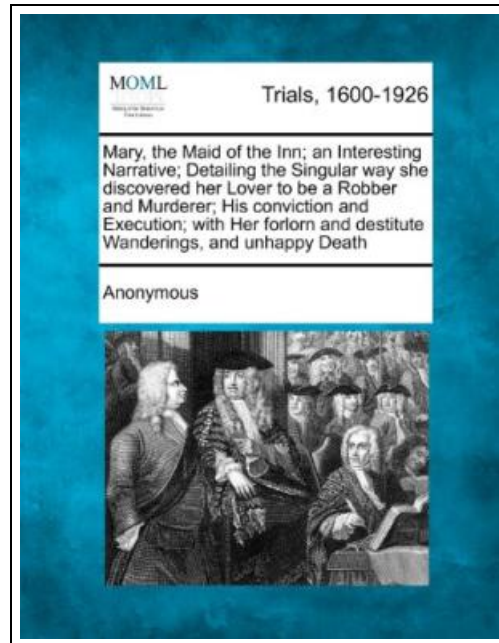 MOML
Trials, 1600-1926
Mary, the Maid of the Inn; an Interesting
Narrative; Detailing the Singular way she
discovered her Lover to be a Robber
and Murderer; His conviction and
Execution; with Her forlorn and destitute
Wanderings, and unhappy Death
Anonymous